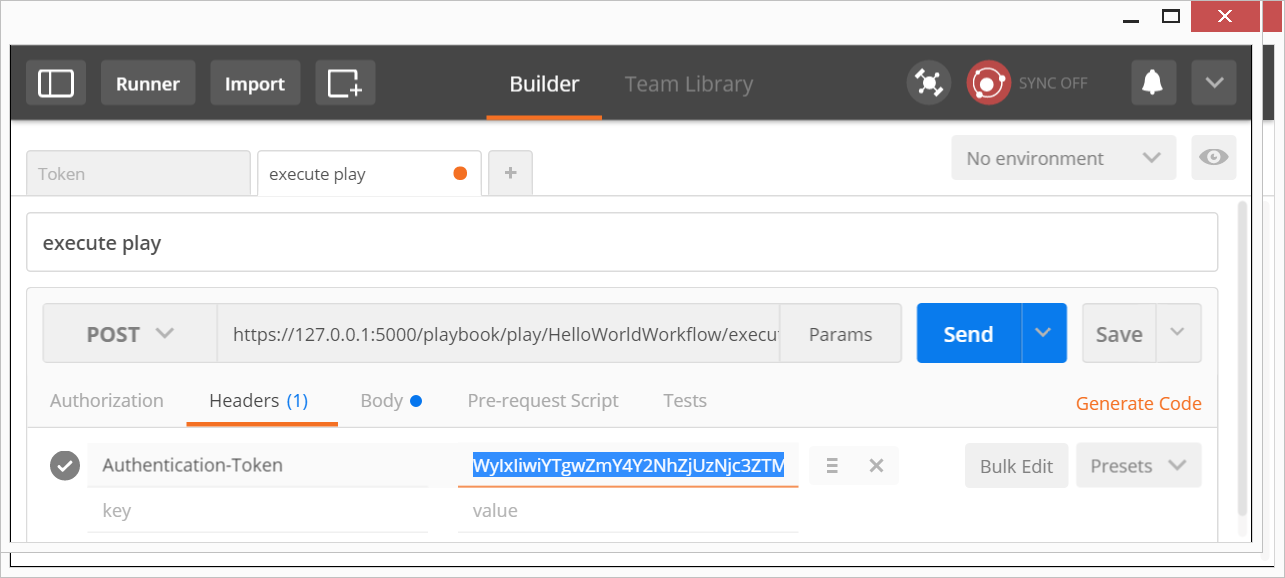 Runner Import Builder Team Library SYNC OFF
No environment
Token execute play +
execute play
POST https://127.0.0.1:5000/playbook/play/HelloWorldWorkflow/execut Params Send Save
Authorization Headers (1) Body Pre-request Script Tests Generate Code
Authentication-Token WyIxIiwiYTgwZmY4Y2NhZjUzNjc3ZTM Bulk Edit Presets
key value